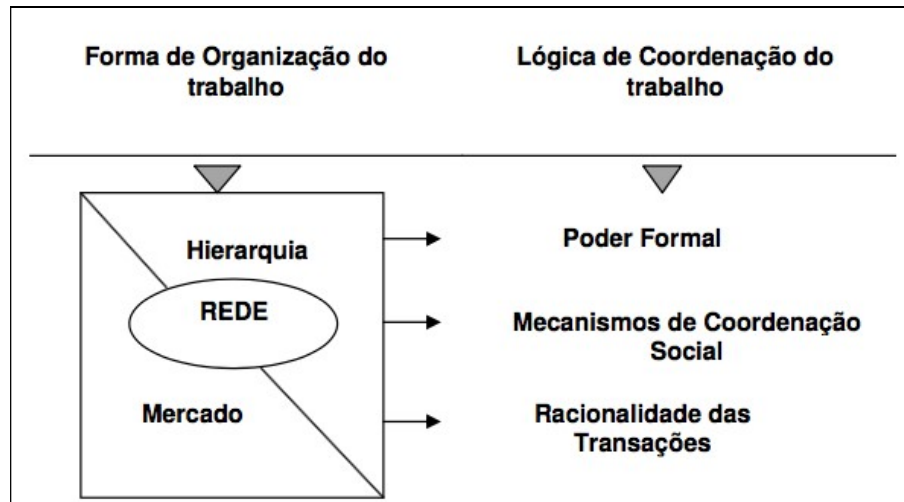 Forma de Organização do
trabalho
Lógica de Coordenação do
trabalho
Hierarquia
Poder Formal
REDE
Mecanismos de Coordenação
Social
Mercado
Racionalidade das
Transações